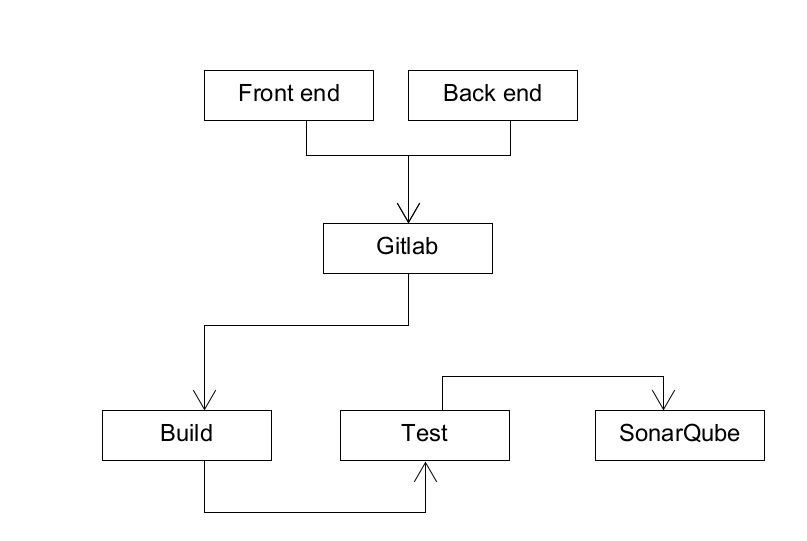 Front end
Back end
Gitlab
Build
Test
SonarQube